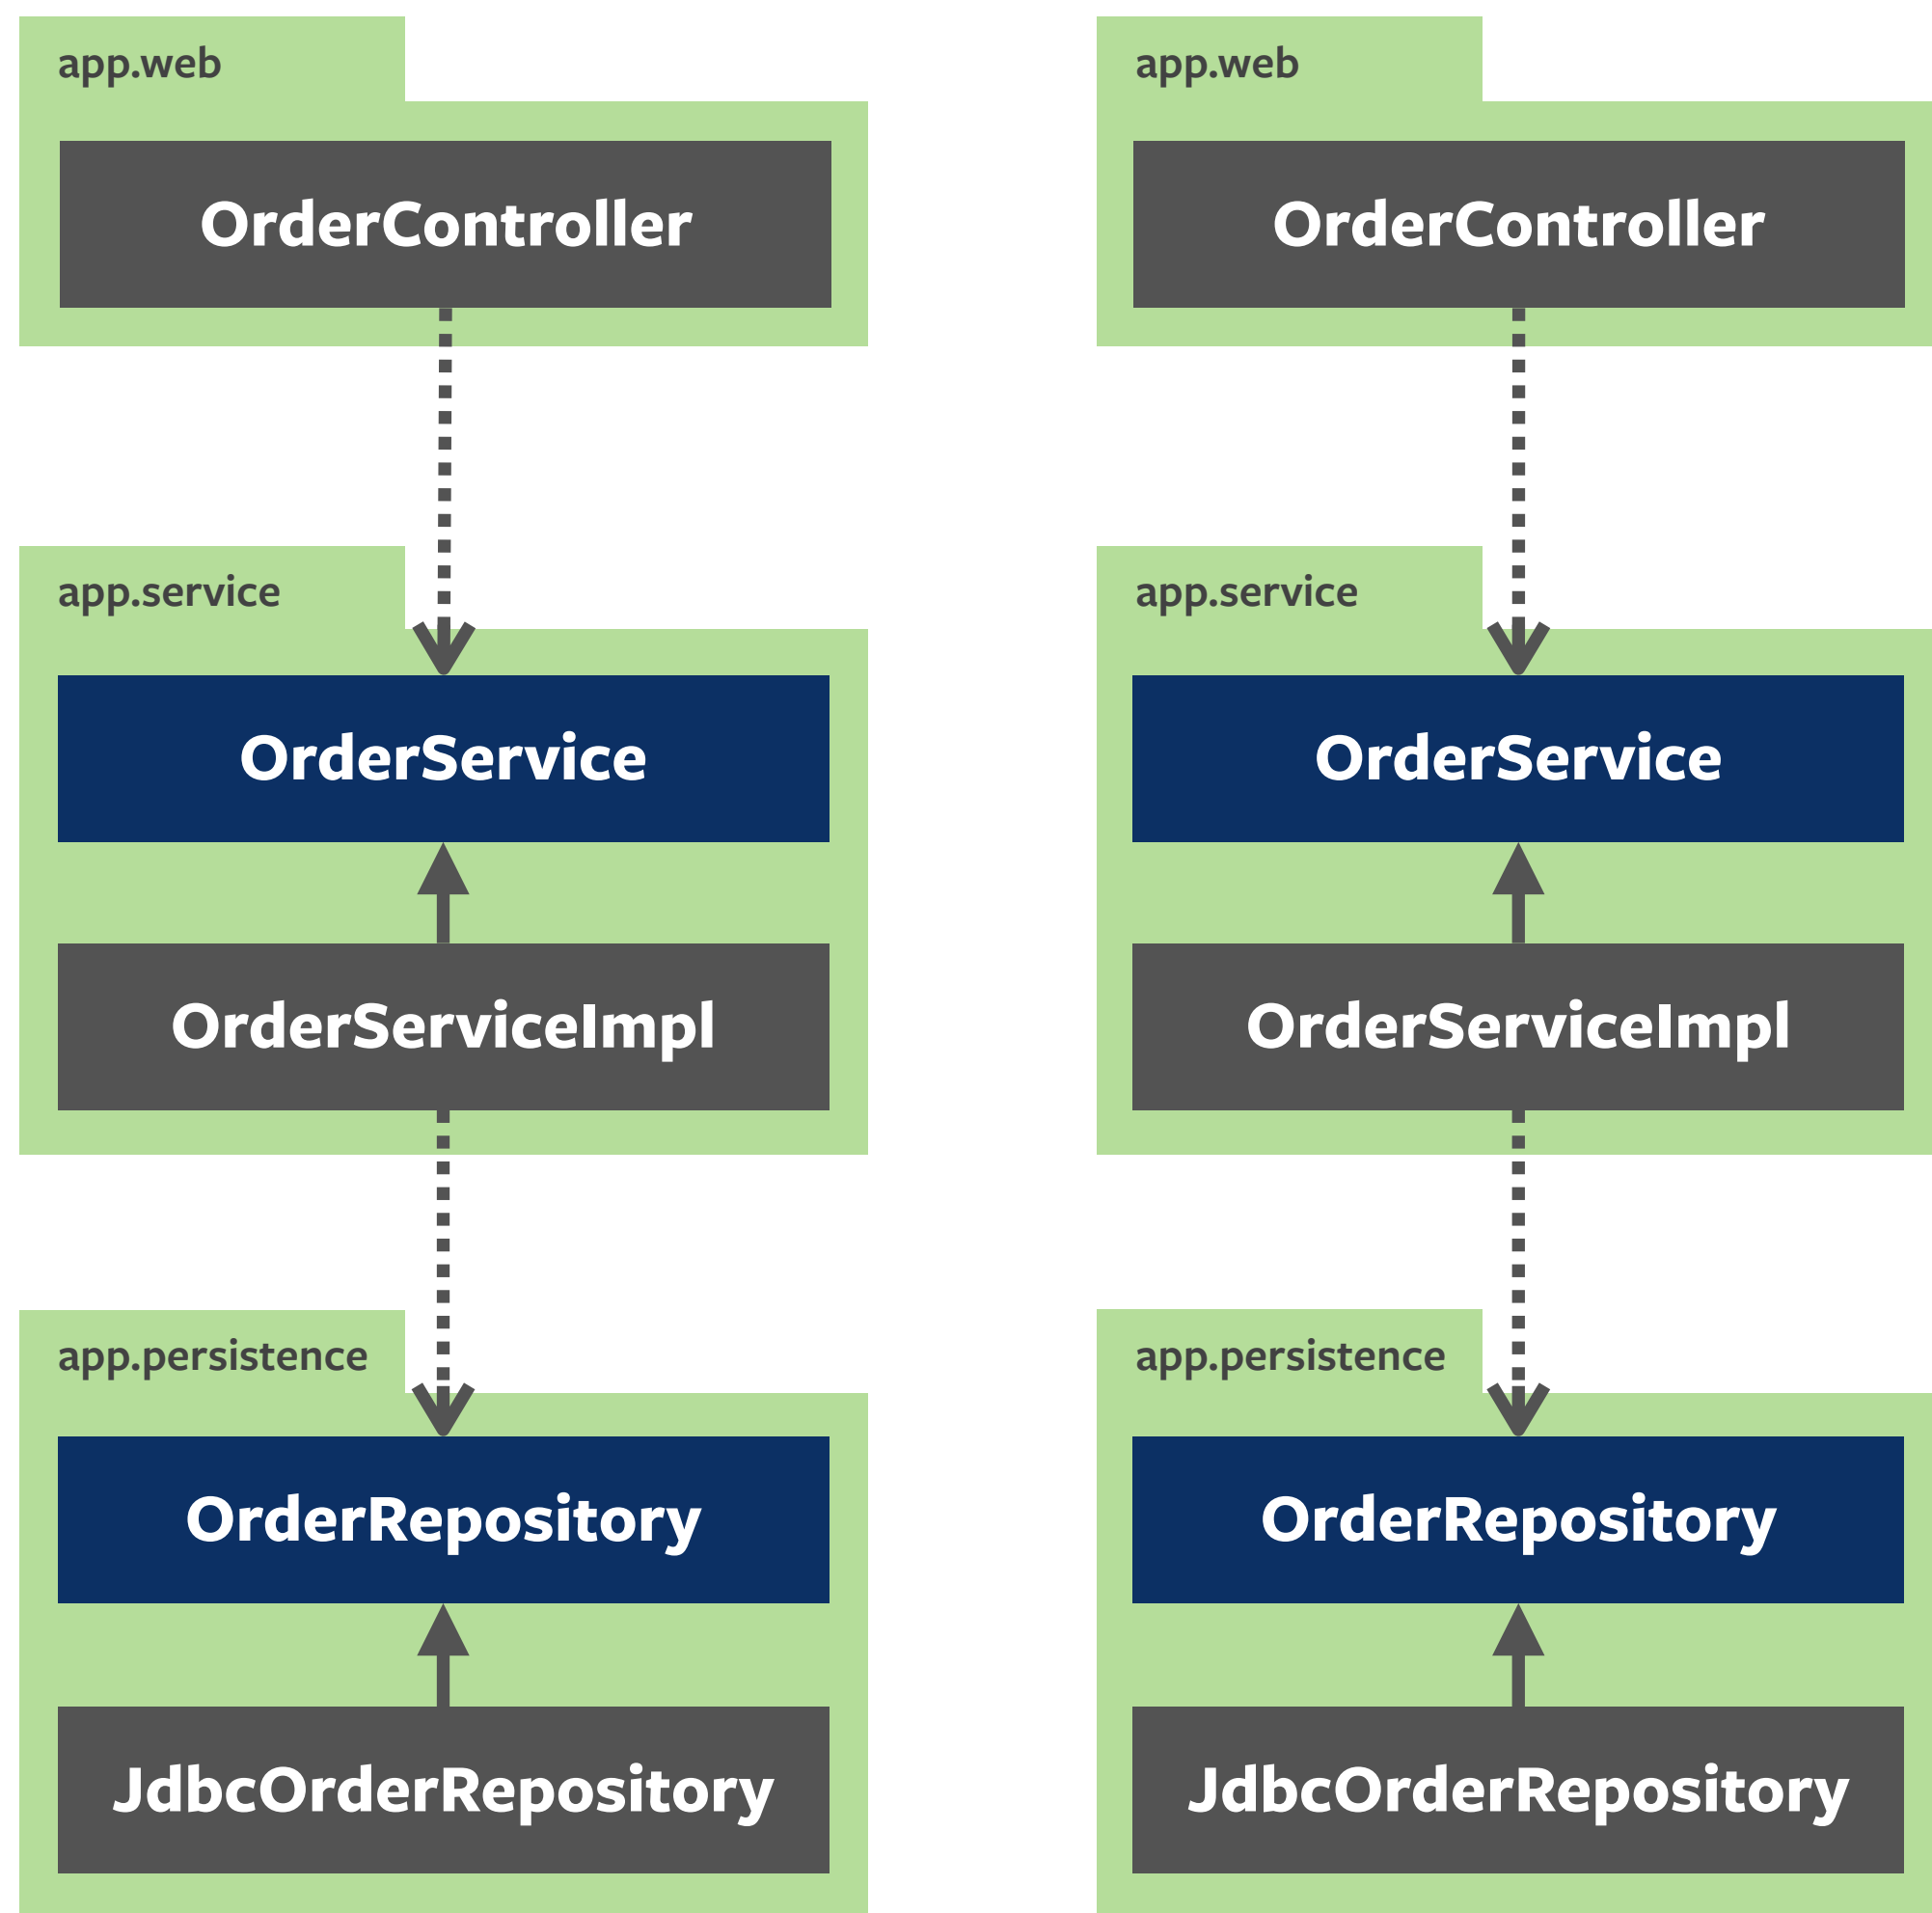 app.web
OrderController
app.service
OrderService
OrderServiceImpl
app.persistence
OrderRepository
JdbcOrderRepository
app.web
OrderController
app.service
OrderService
OrderServiceImpl
app.persistence
OrderRepository
JdbcOrderRepository